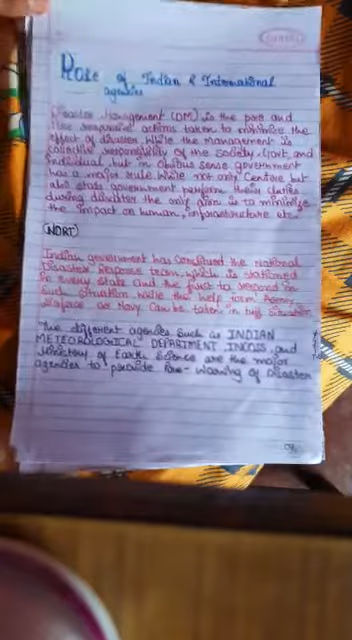 Role of Indian & International
agencies
Disaster Management (DM) is the pre and
Post responsive actions taken to minimize the
effect of disaster while the management is
collective responsibility of the society, Govt. and
individual, but in obvious sense government
has a major role while not only Centre but
also state government perform their duties
during disaster the only aim is to minimize
the impact on human, infrastructure etc
(NDRT)
Indian government has constituted the National
Disaster Response team, which is stationed
in every state and the first to respond in
such situation while the help from Agency
or Navy can be taken in
The different agencies such as INDIAN
METEOROLOGICAL DEPARTMENT, INCOIS, and
Ministry of Earth Science are the major
agencies to provide Pre-warning of Disaster